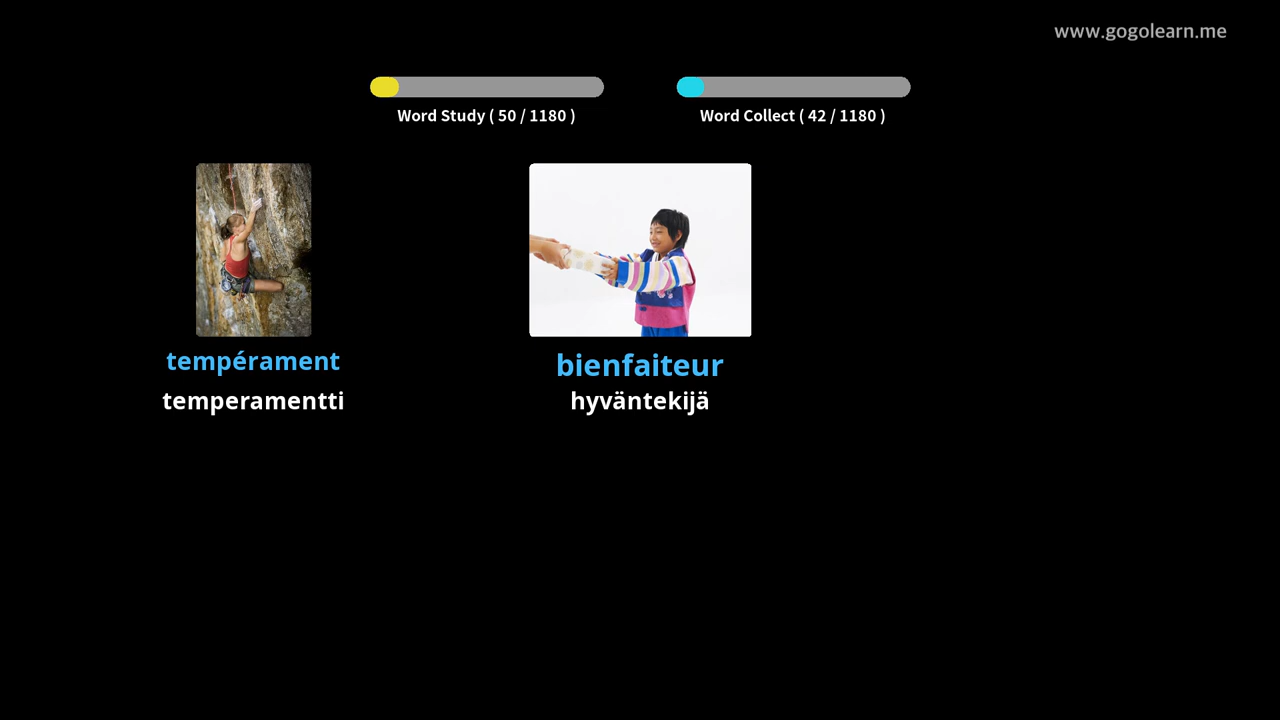 www.gogolearn.me
Word Study ( 50 / 1180 )
Word Collect ( 42 / 1180 )
tempérament
temperamentti
bienfaiteur
hyväntekijä